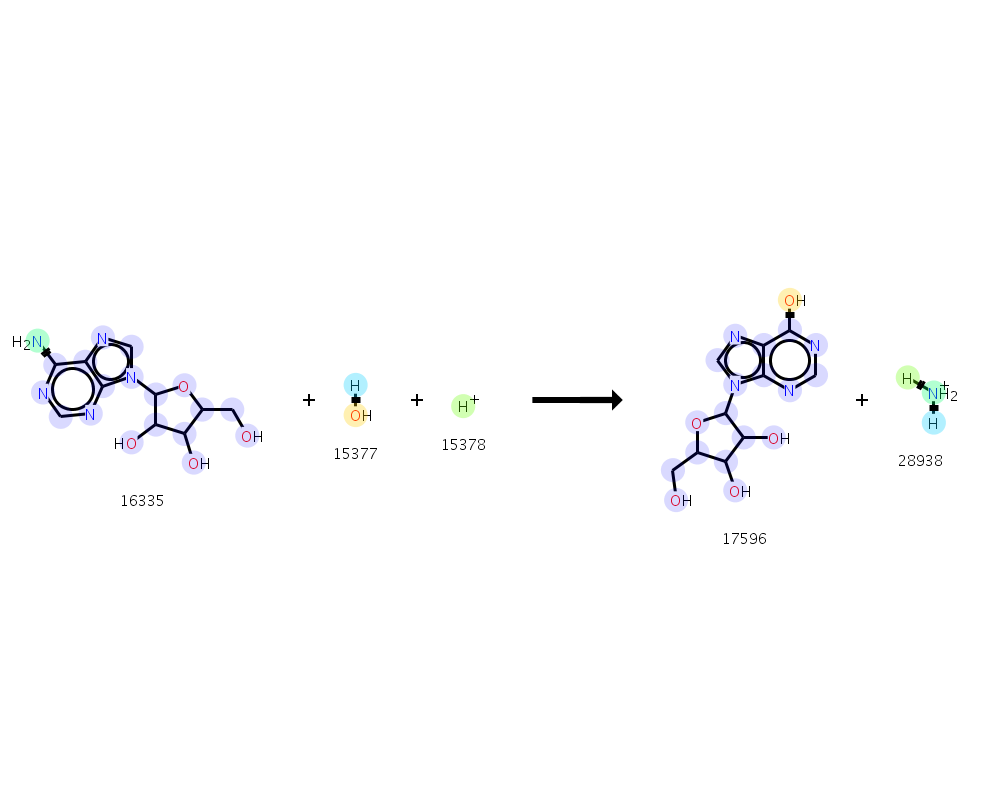 H2N N N N N O HO OH OH
16335
+
H OH
15377
+
H+
15378
OH N N N N O OH OH OH
17596
+
H NH2+ H
28938